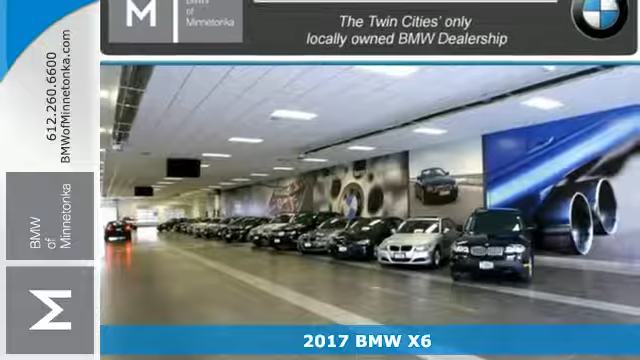 M
BMW
of
Minnetonka
The Twin Cities' only
locally owned BMW Dealership
BMW
612.260.6600
BMWofMinnetonka.com
BMW
of
Minnetonka
M
2017 BMW X6